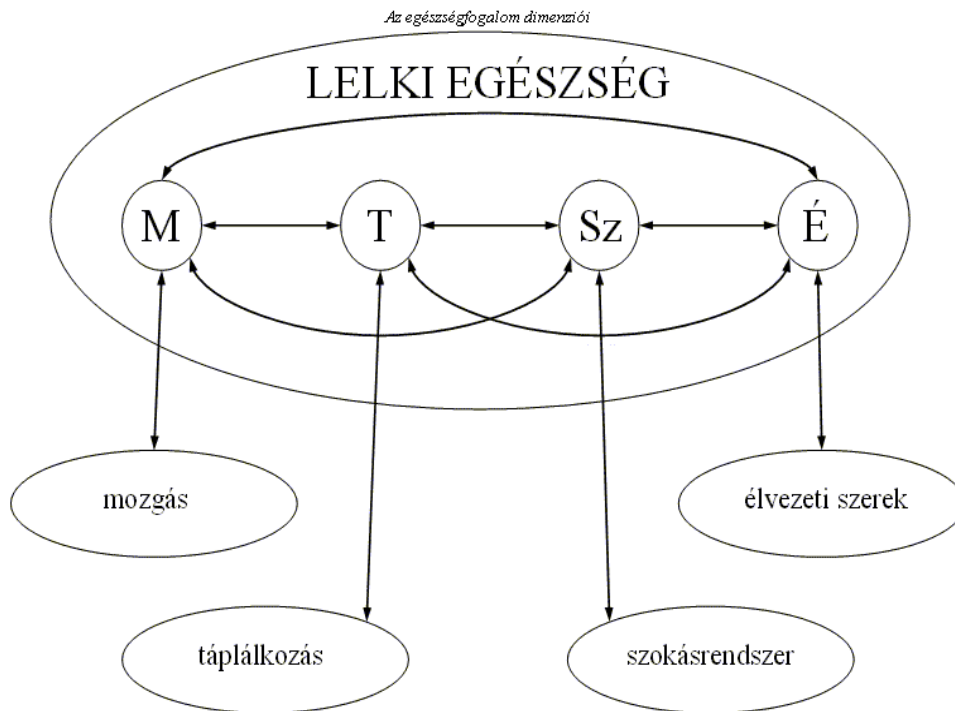 Az egészségfogalom dimenziói
LELKI EGÉSZSÉG
M
T
Sz
É
mozgás
élvezeti szerek
táplálkozás
szokásrendszer